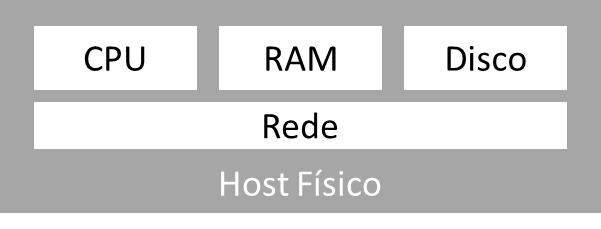 CPU RAM Disco
Rede
Host Físico